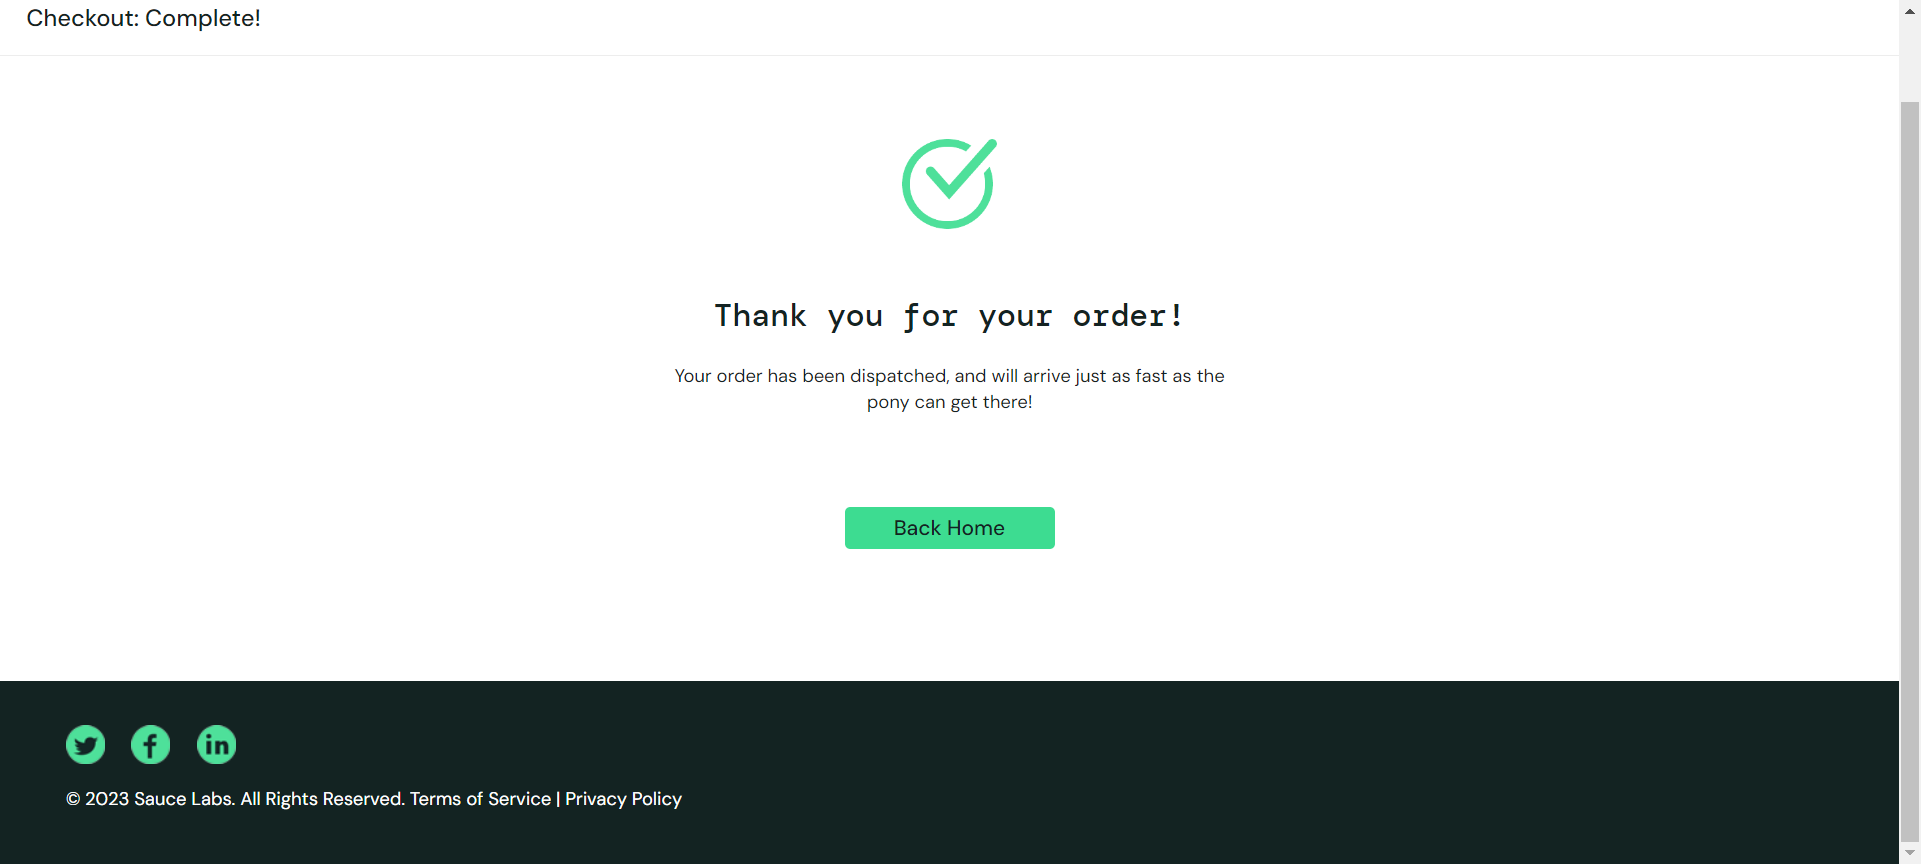 Checkout: Complete!
Thank you for your order!
Your order has been dispatched, and will arrive just as fast as the
pony can get there!
Back Home
© 2023 Sauce Labs. All Rights Reserved. Terms of Service | Privacy Policy